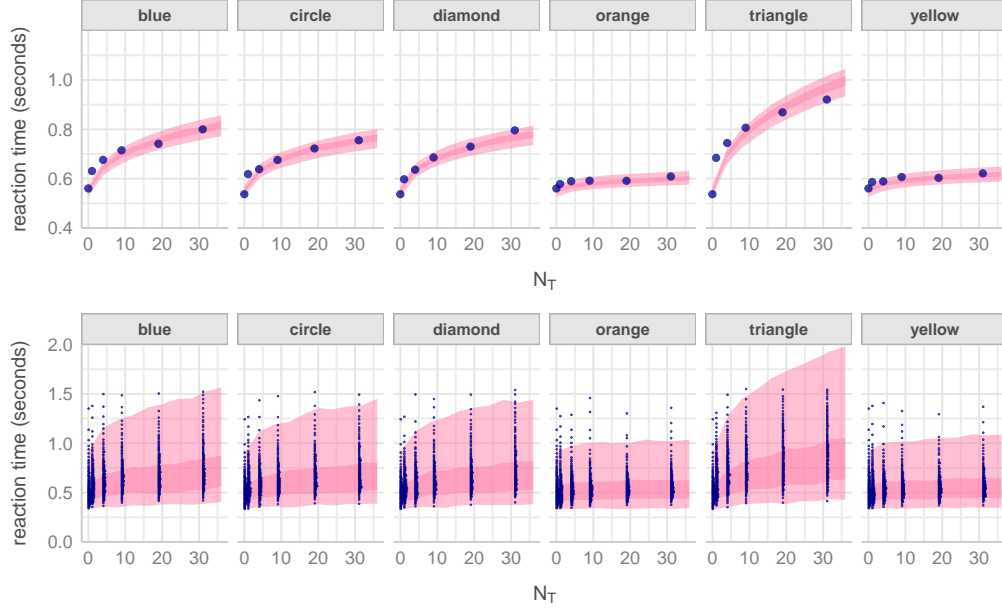 blue circle diamond orange triangle yellow
reaction time (seconds)
1.0
0.8
0.6
0.4
0 10 20 30 0 10 20 30 0 10 20 30 0 10 20 30 0 10 20 30 0 10 20 30
N_T
blue circle diamond orange triangle yellow
reaction time (seconds)
2.0
1.5
1.0
0.5
0.0
0 10 20 30 0 10 20 30 0 10 20 30 0 10 20 30 0 10 20 30 0 10 20 30
N_T